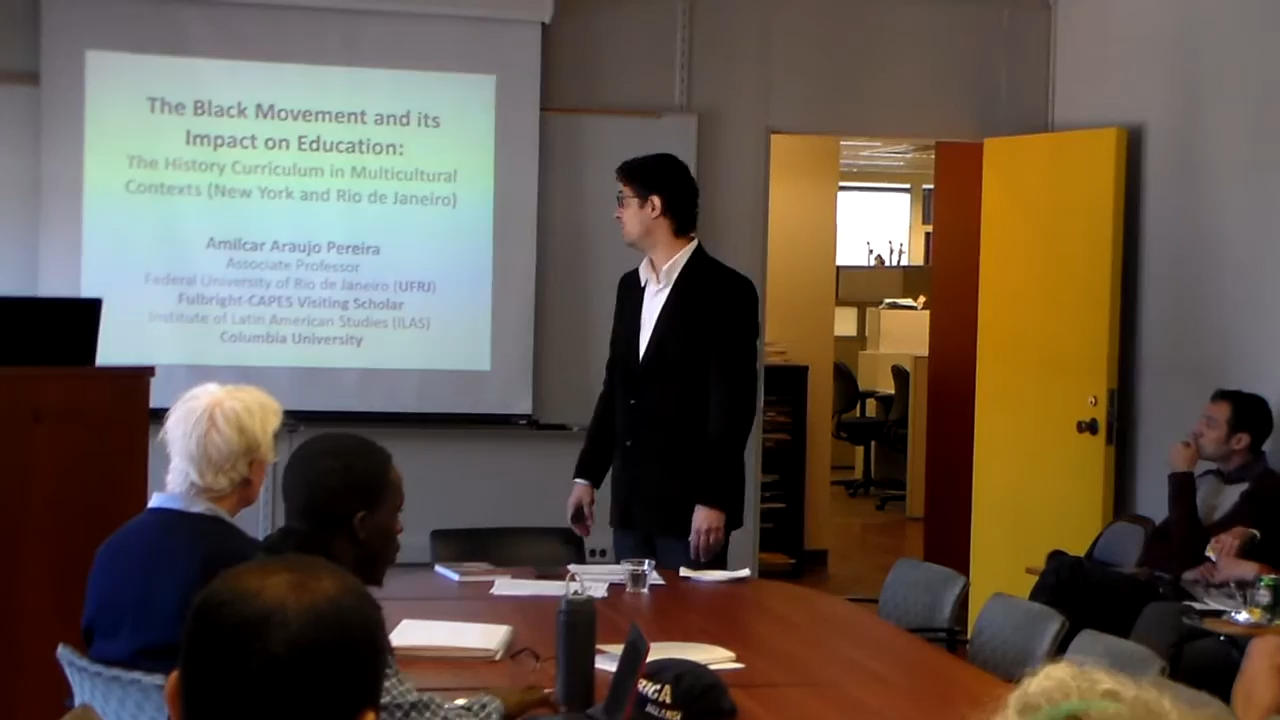 The Black Movement and its
Impact on Education:
The History Curriculum in Multicultural
Contexts (New York and Rio de Janeiro)
Amilcar Araujo Pereira
Associate Professor
Federal University of Rio de Janeiro (UFRJ)
Fulbright-CAPES Visiting Scholar
Institute of Latin American Studies (ILAS)
Columbia University